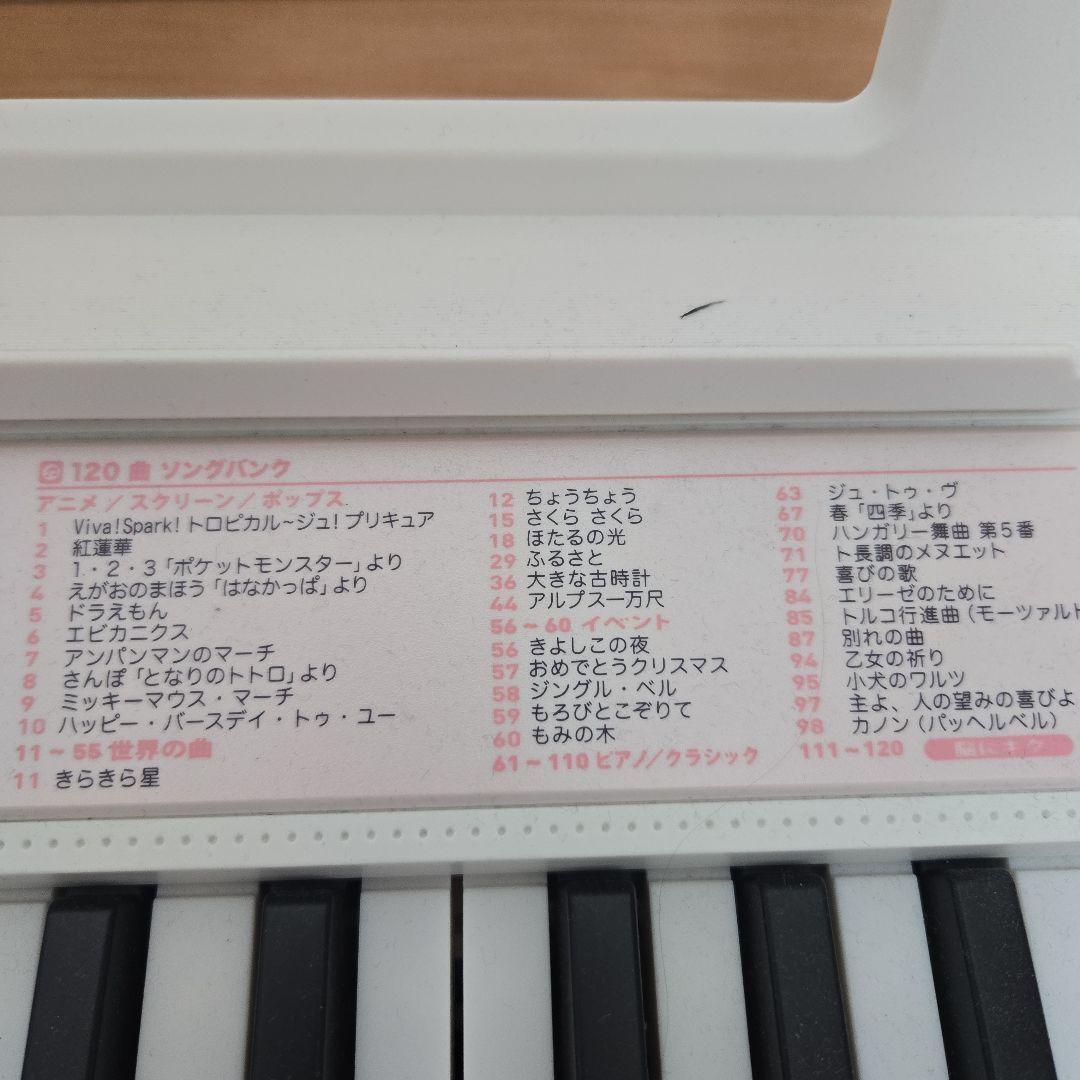 120 曲 ソングバンク
アニメ／スクリーン／ポップス
1 Viva!Spark!トロピカル~ジュ!プリキュア
2 紅蓮華
3 1・2・3「ポケットモンスター」より
4 えがおのまほう「はなかっぱ」より
5 ドラえもん
6 エビカニクス
7 アンパンマンのマーチ
8 さんぽ「となりのトトロ」より
9 ミッキーマウス・マーチ
10 ハッピー・バースデイ・トゥ・ユー
11～55 世界の曲
11 きらきら星
12 ちょうちょう
15 さくら さくら
18 ほたるの光
29 ふるさと
36 大きな古時計
44 アルプス一万尺
56～60 イベント
56 きよしこの夜
57 おめでとうクリスマス
58 ジングル・ベル
59 もろびとこぞりて
60 もみの木
61～110 ピアノ／クラシック
63 ジュ・トゥ・ヴ
67 春「四季」より
70 ハンガリー舞曲 第5番
71 ト長調のメヌエット
77 喜びの歌
84 エリーゼのために
85 トルコ行進曲（モーツァルト
87 別れの曲
94 乙女の祈り
95 小犬のワルツ
97 主よ、人の望みの喜びよ
98 カノン（パッヘルベル）
111～120 脳にキク